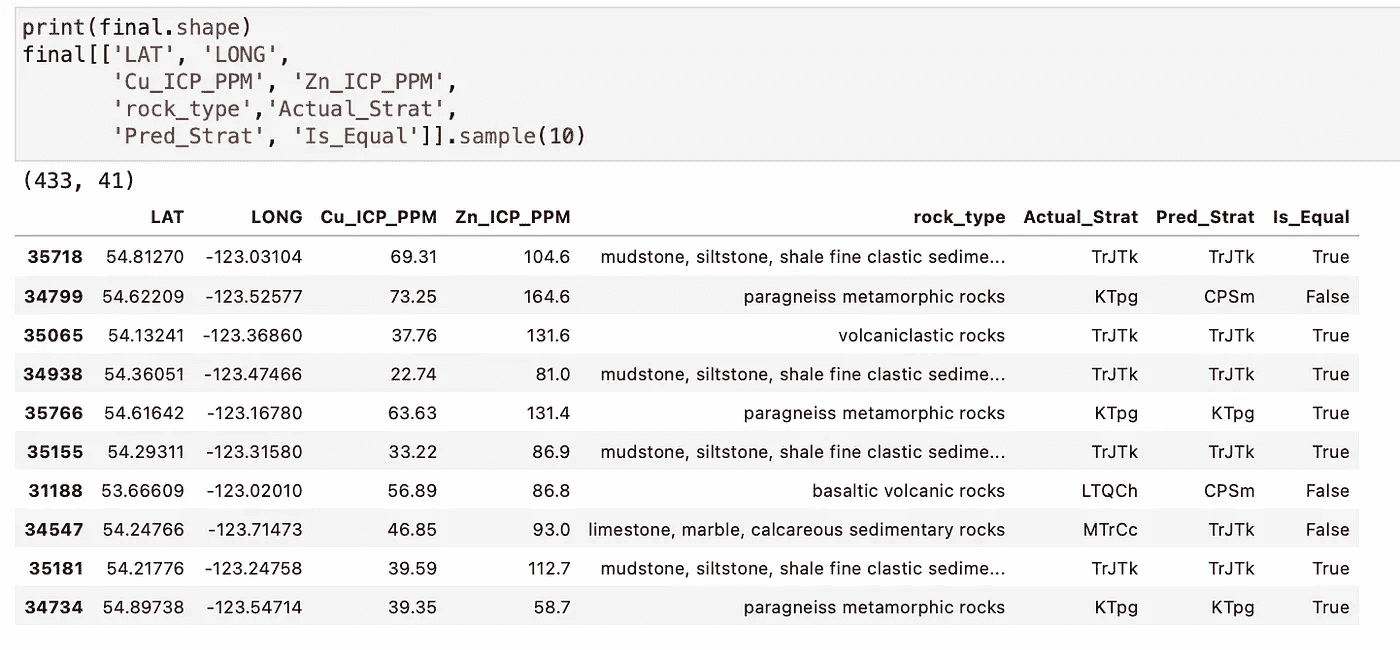 print(final.shape)
final[['LAT', 'LONG',
'Cu_ICP_PPM', 'Zn_ICP_PPM',
'rock_type','Actual_Strat',
'Pred_Strat', 'Is_Equal']].sample(10)
(433, 41)
LAT LONG Cu_ICP_PPM Zn_ICP_PPM rock_type Actual_Strat Pred_Strat Is_Equal
35718 54.81270 -123.03104 69.31 104.6 mudstone, siltstone, shale fine clastic sedime... TrJTk TrJTk True
34799 54.62209 -123.52577 73.25 164.6 paragneiss metamorphic rocks KTpg CPSm False
35065 54.13241 -123.36860 37.76 131.6 volcaniclastic rocks TrJTk TrJTk True
34938 54.36051 -123.47466 22.74 81.0 mudstone, siltstone, shale fine clastic sedime... TrJTk TrJTk True
35766 54.61642 -123.16780 63.63 131.4 paragneiss metamorphic rocks KTpg KTpg True
35155 54.29311 -123.31580 33.22 86.9 mudstone, siltstone, shale fine clastic sedime... TrJTk TrJTk True
31188 53.66609 -123.02010 56.89 86.8 basaltic volcanic rocks LTQCh CPSm False
34547 54.24766 -123.71473 46.85 93.0 limestone, marble, calcareous sedimentary rocks MTrCc TrJTk False
35181 54.21776 -123.24758 39.59 112.7 mudstone, siltstone, shale fine clastic sedime... TrJTk TrJTk True
34734 54.89738 -123.54714 39.35 58.7 paragneiss metamorphic rocks KTpg KTpg True